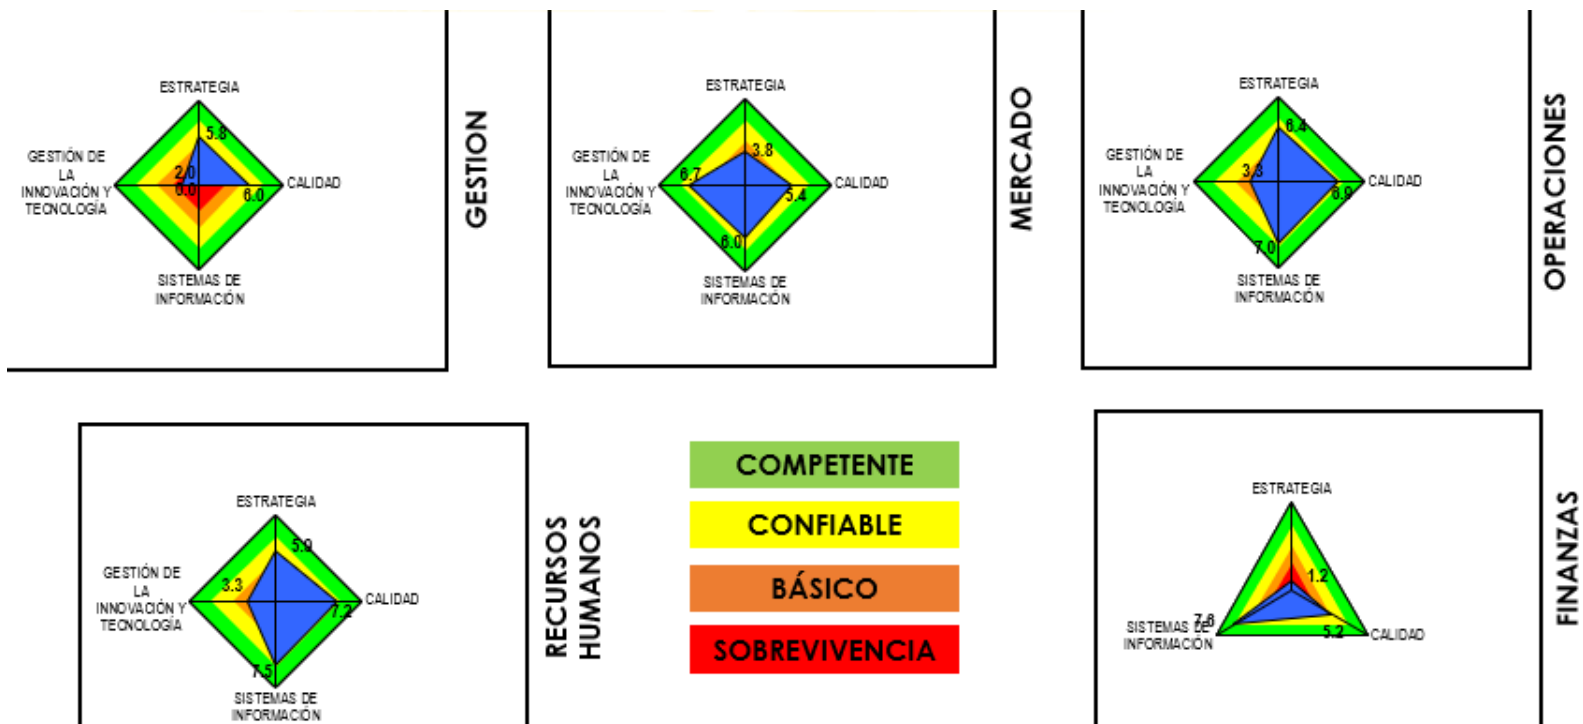 ESTRATEGIA
5.8
GESTIÓN DE
LA
INNOVACIÓN Y
TECNOLOGÍA
2.0
0.0
6.0
CALIDAD
SISTEMAS DE
INFORMACIÓN
GESTION
ESTRATEGIA
3.8
GESTIÓN DE
LA
INNOVACIÓN Y
TECNOLOGÍA
6.7
5.4
CALIDAD
6.0
SISTEMAS DE
INFORMACIÓN
MERCADO
ESTRATEGIA
6.4
GESTIÓN DE
LA
INNOVACIÓN Y
TECNOLOGÍA
3.3
6.9
CALIDAD
7.0
SISTEMAS DE
INFORMACIÓN
OPERACIONES
ESTRATEGIA
5.9
GESTIÓN DE
LA
INNOVACIÓN Y
TECNOLOGÍA
3.3
7.2
CALIDAD
7.5
SISTEMAS DE
INFORMACIÓN
RECURSOS
HUMANOS
COMPETENTE
CONFIABLE
BÁSICO
SOBREVIVENCIA
ESTRATEGIA
1.2
SISTEMAS DE
INFORMACIÓN
5.2
CALIDAD
FINANZAS